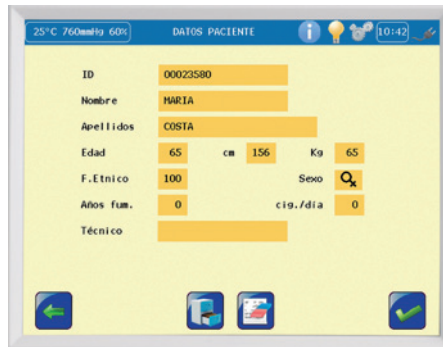 25°C 760mmHg 60% DATOS PACIENTE 10:42
ID 00023580
Nombre MARIA
Apellidos COSTA
Edad 65 cm 156 Kg 65
F.Etnico 100 Sexo
Años fum. 0 cig./dia 0
Técnico